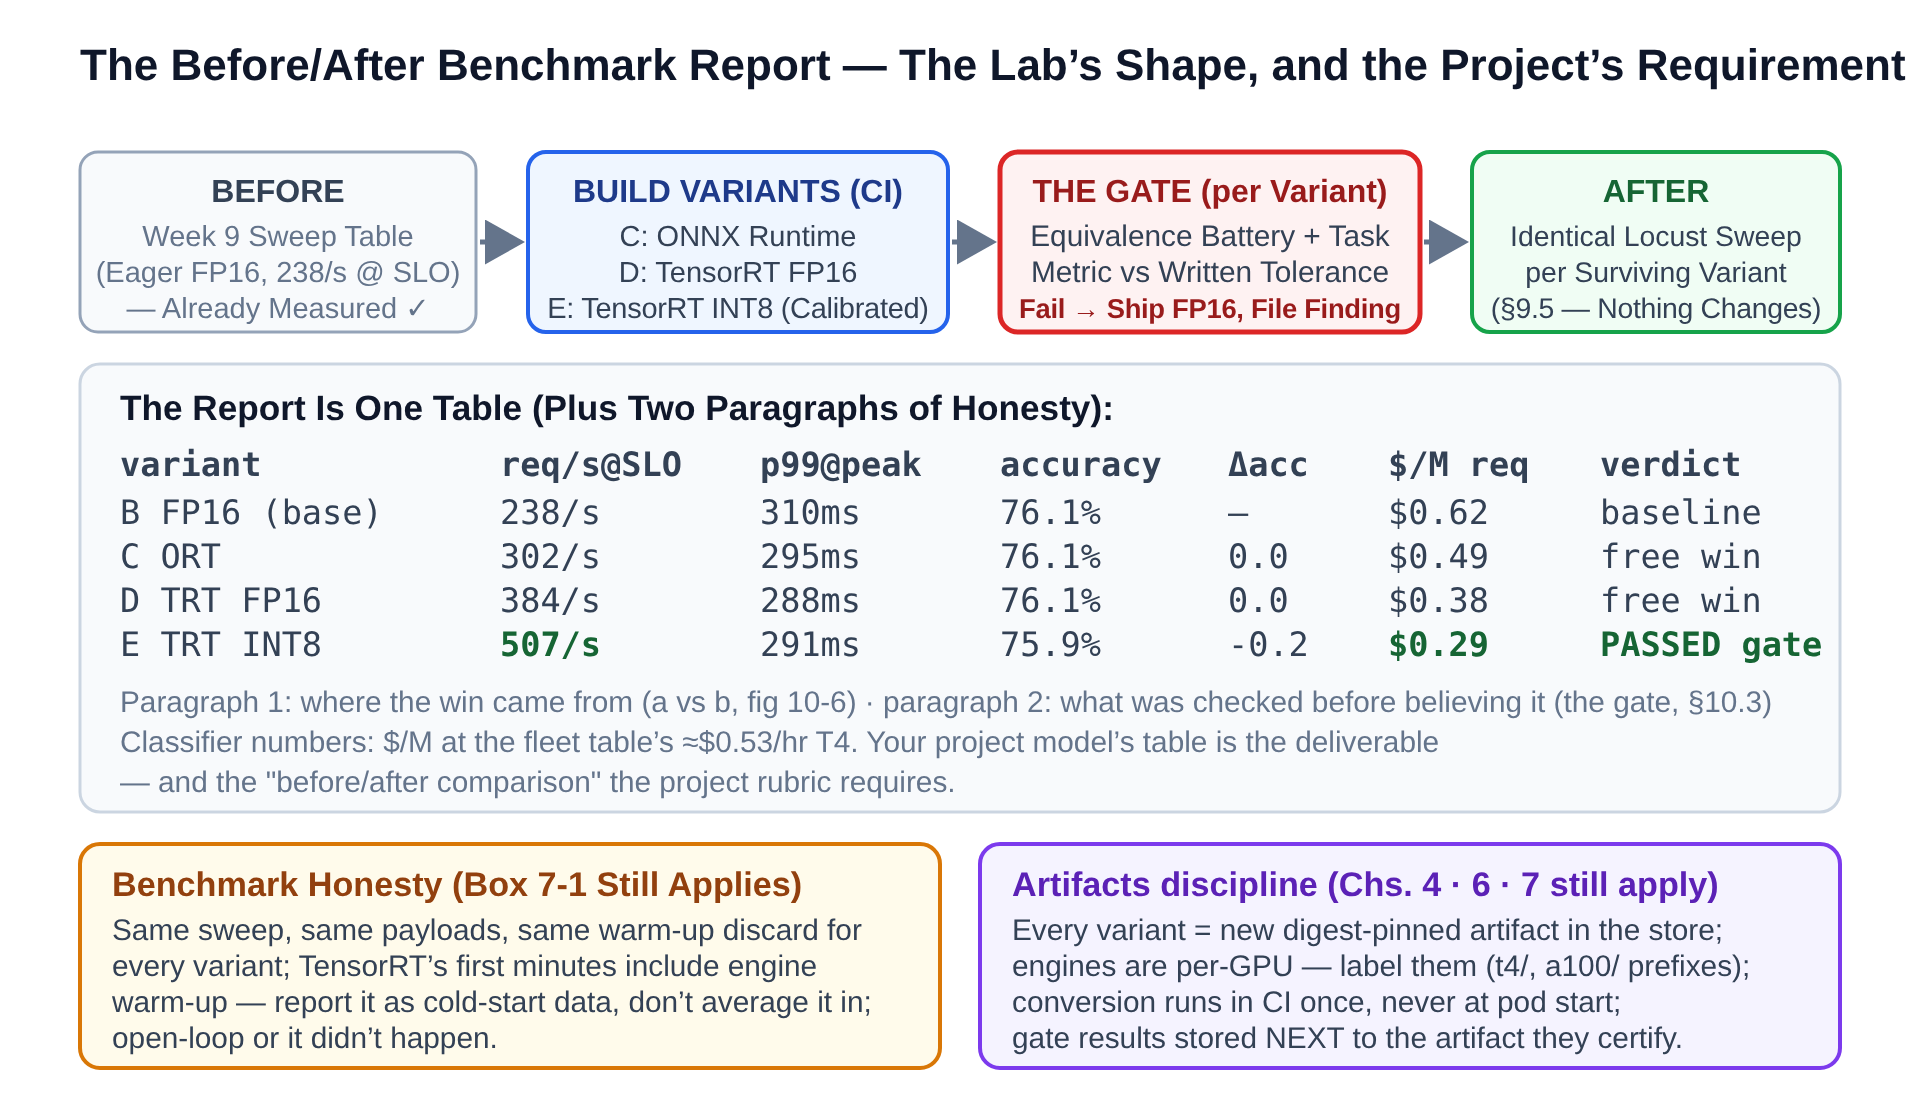 The Before/After Benchmark Report — The Lab’s Shape, and the Project’s Requirement
BEFORE
Week 9 Sweep Table
(Eager FP16, 238/s @ SLO)
— Already Measured ✓
BUILD VARIANTS (CI)
C: ONNX Runtime
D: TensorRT FP16
E: TensorRT INT8 (Calibrated)
THE GATE (per Variant)
Equivalence Battery + Task
Metric vs Written Tolerance
Fail → Ship FP16, File Finding
AFTER
Identical Locust Sweep
per Surviving Variant
(§9.5 — Nothing Changes)
The Report Is One Table (Plus Two Paragraphs of Honesty):
variant req/s@SLO p99@peak accuracy Δacc $/M req verdict
B FP16 (base) 238/s 310ms 76.1% — $0.62 baseline
C ORT 302/s 295ms 76.1% 0.0 $0.49 free win
D TRT FP16 384/s 288ms 76.1% 0.0 $0.38 free win
E TRT INT8 507/s 291ms 75.9% -0.2 $0.29 PASSED gate
Paragraph 1: where the win came from (a vs b, fig 10-6) · paragraph 2: what was checked before believing it (the gate, §10.3)
Classifier numbers: $/M at the fleet table’s ≈$0.53/hr T4. Your project model’s table is the deliverable
— and the "before/after comparison" the project rubric requires.
Benchmark Honesty (Box 7-1 Still Applies)
Same sweep, same payloads, same warm-up discard for
every variant; TensorRT’s first minutes include engine
warm-up — report it as cold-start data, don’t average it in;
open-loop or it didn’t happen.
Artifacts discipline (Chs. 4 · 6 · 7 still apply)
Every variant = new digest-pinned artifact in the store;
engines are per-GPU — label them (t4/, a100/ prefixes);
conversion runs in CI once, never at pod start;
gate results stored NEXT to the artifact they certify.